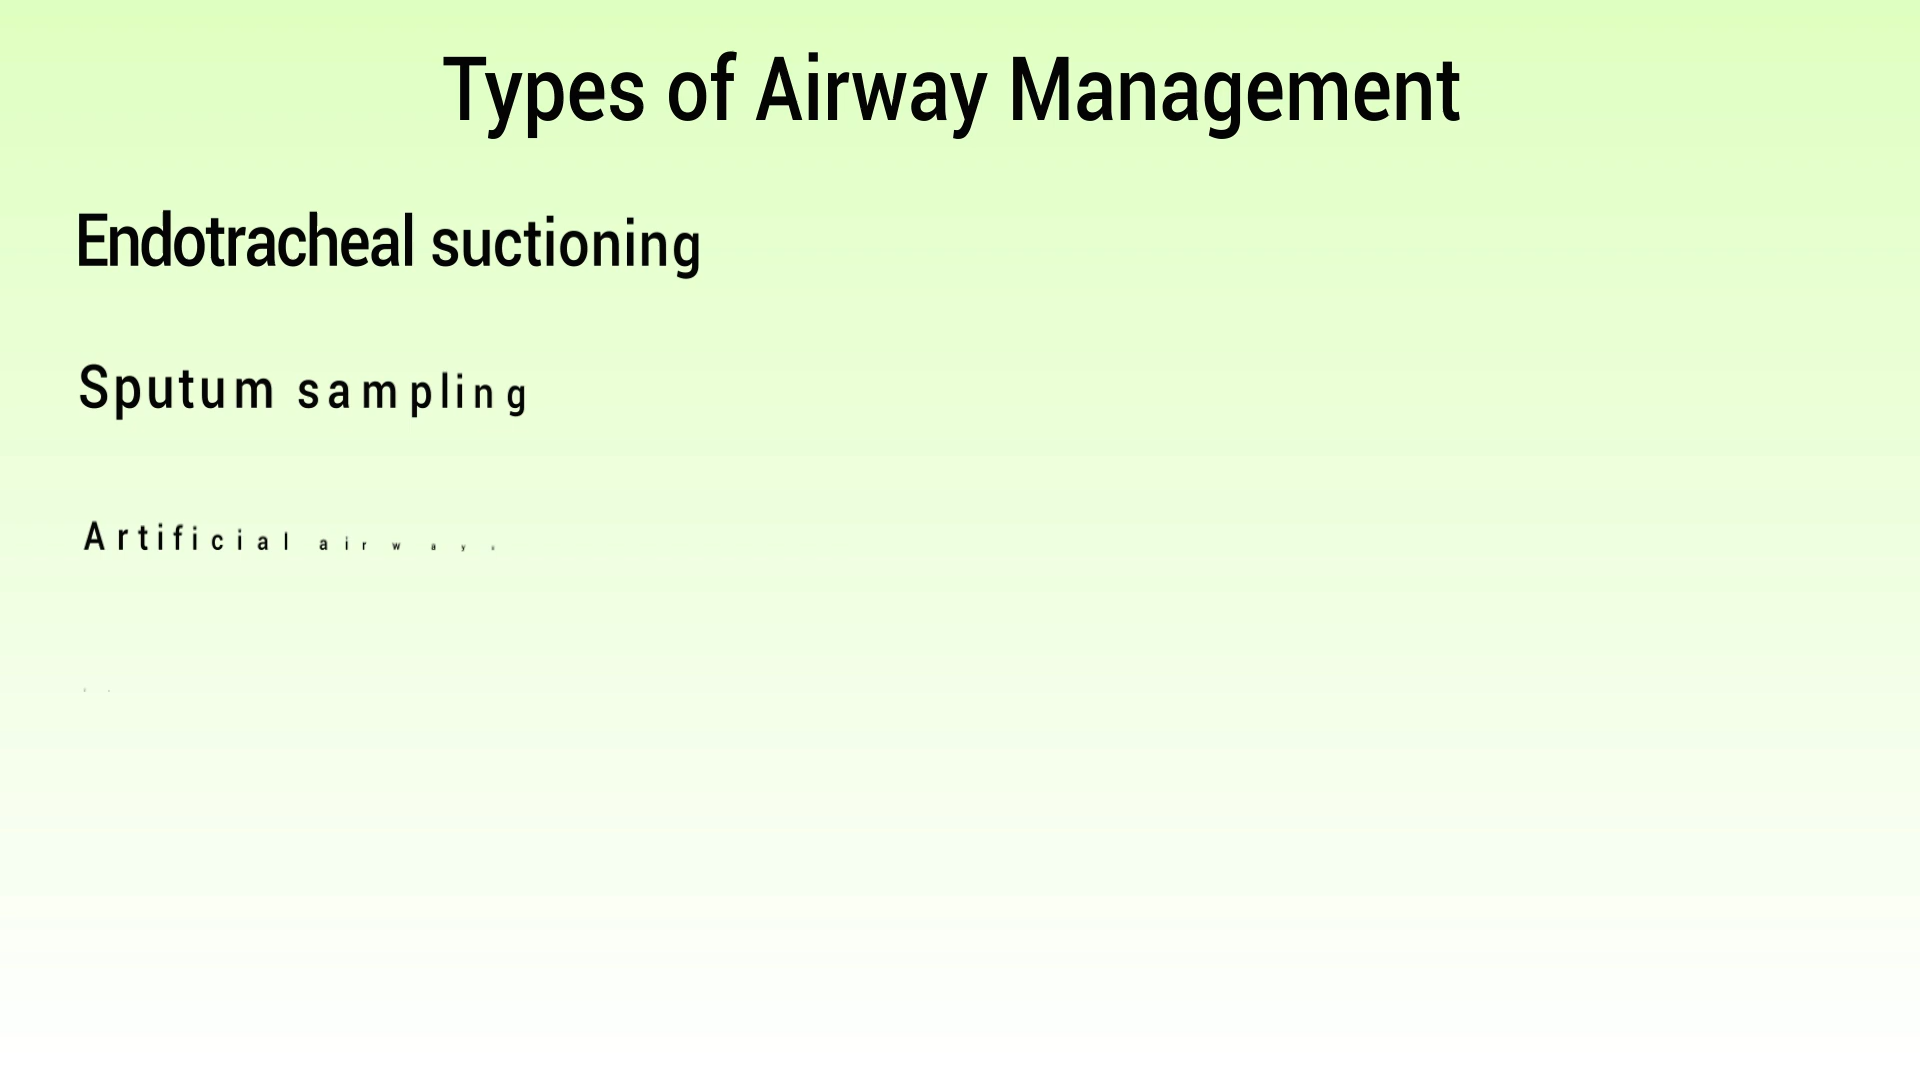 Types of Airway Management
Endotracheal suctioning
Sputum sampling
Artificial airways